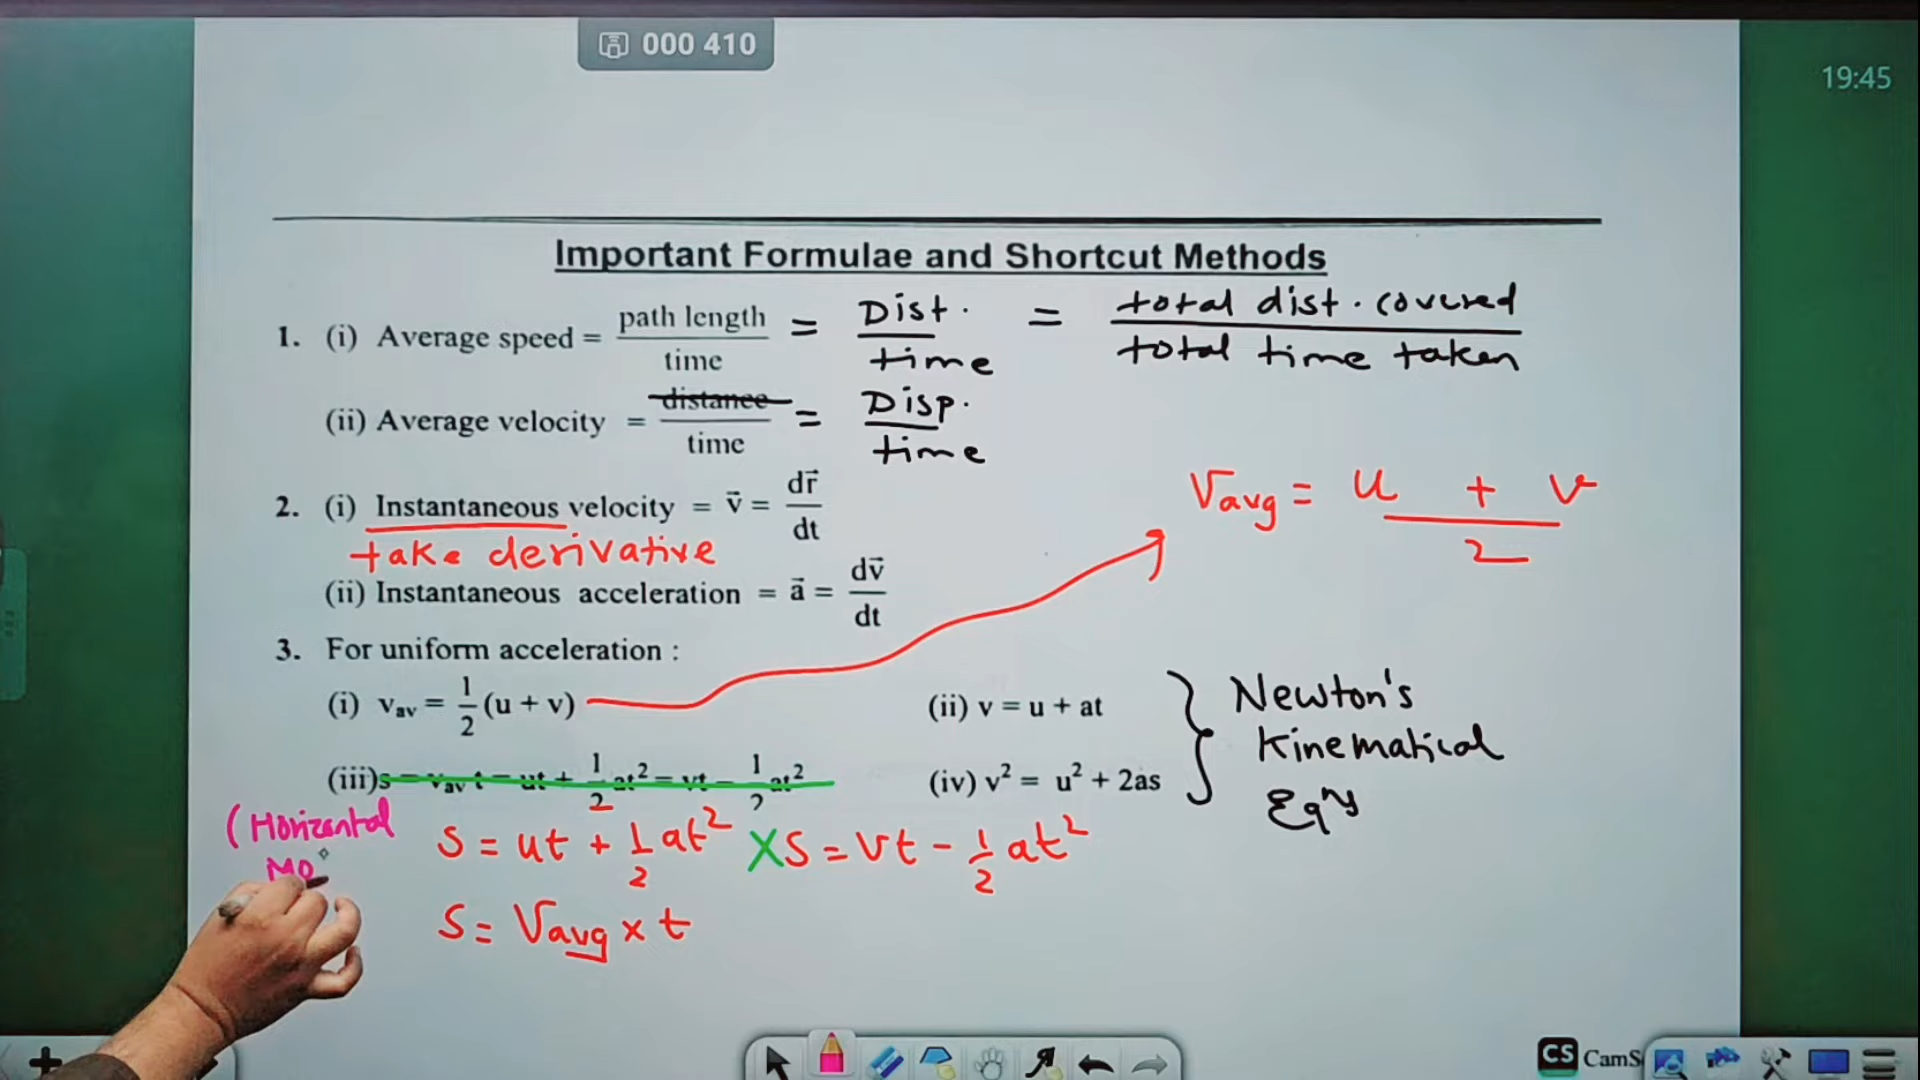 000 410
19:45
Important Formulae and Shortcut Methods
1. (i) Average speed = path length / time = Dist. / time = total dist. covered / total time taken
(ii) Average velocity = distance / time = Disp. / time
2. (i) Instantaneous velocity = v⃗ = dr⃗ / dt
Vavg = u + v / 2
take derivative
(ii) Instantaneous acceleration = a⃗ = dv⃗ / dt
3. For uniform acceleration :
(i) vav = 1/2 (u + v)
(ii) v = u + at
(iii) s = vav t = ut + 1/2 at² = vt − 1/2 at²
(iv) v² = u² + 2as
} Newton's
Kinematical
Eqⁿs
(Horizontal
Mo
S = ut + 1/2 at² X S = vt − 1/2 at²
S = Vavg × t
CS CamS